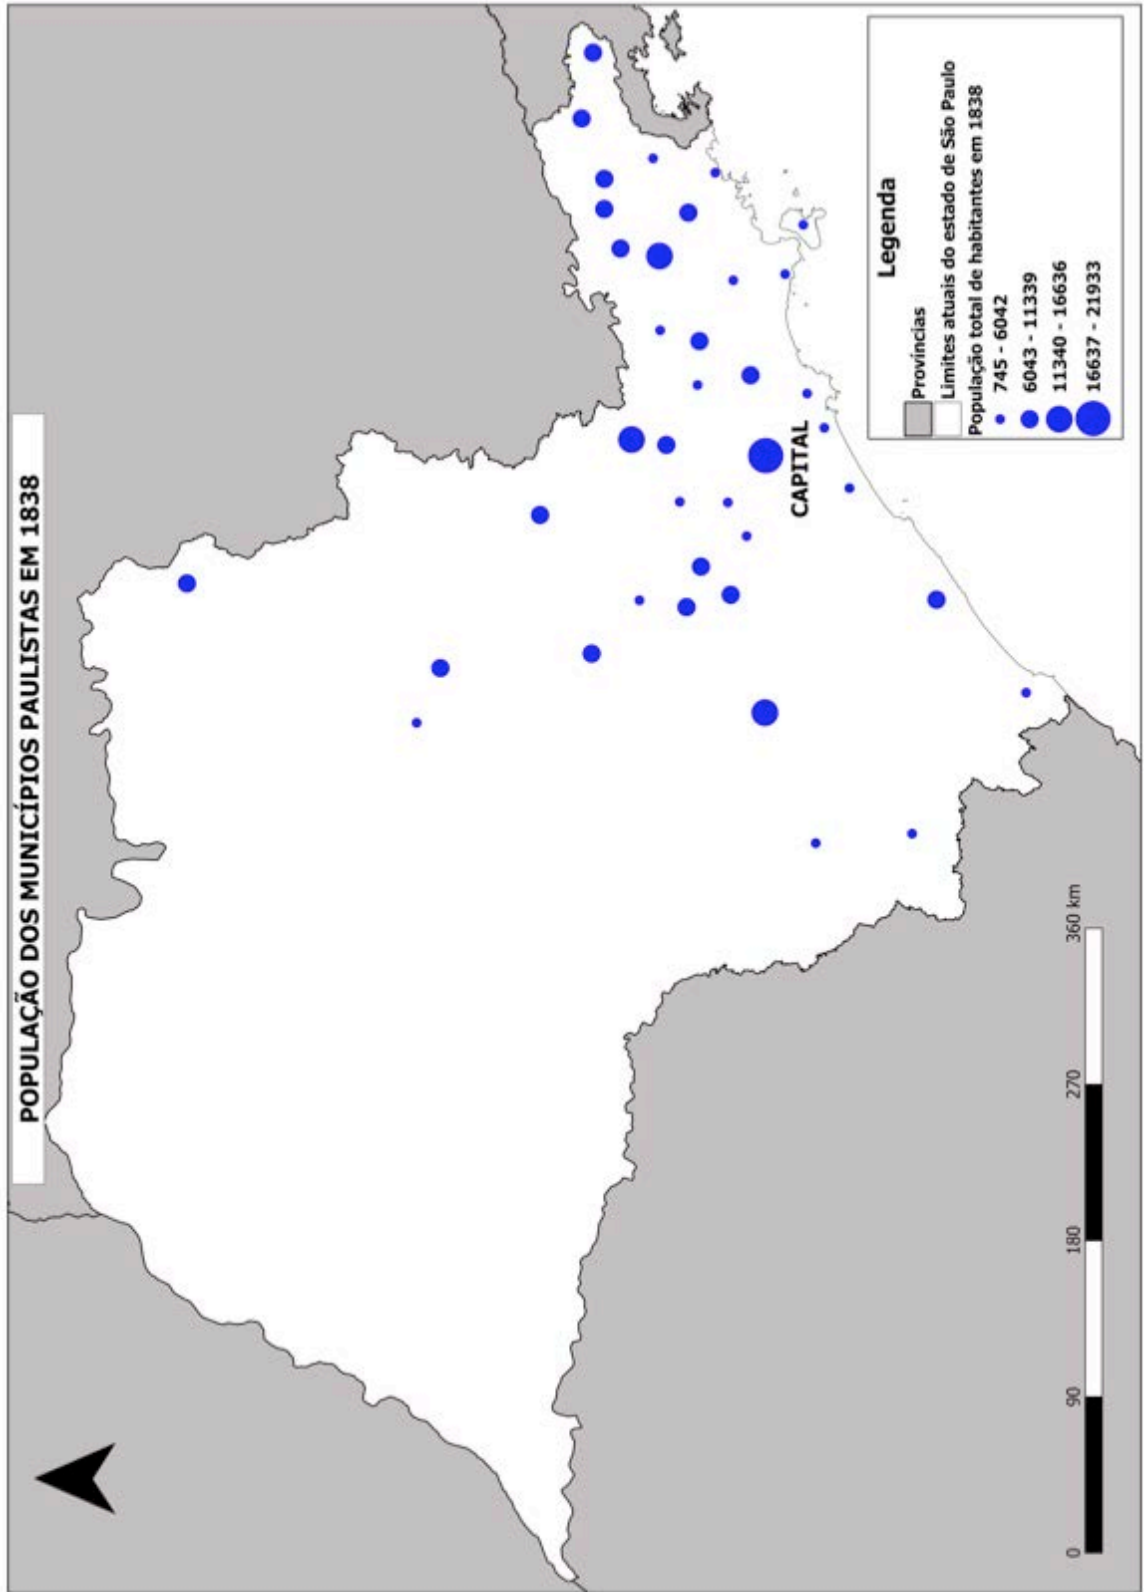 POPULAÇÃO DOS MUNICÍPIOS PAULISTAS EM 1838
CAPITAL
Legenda
Províncias
Limites atuais do estado de São Paulo
População total de habitantes em 1838
745 - 6042
6043 - 11339
11340 - 16636
16637 - 21933
0 90 180 270 360 km